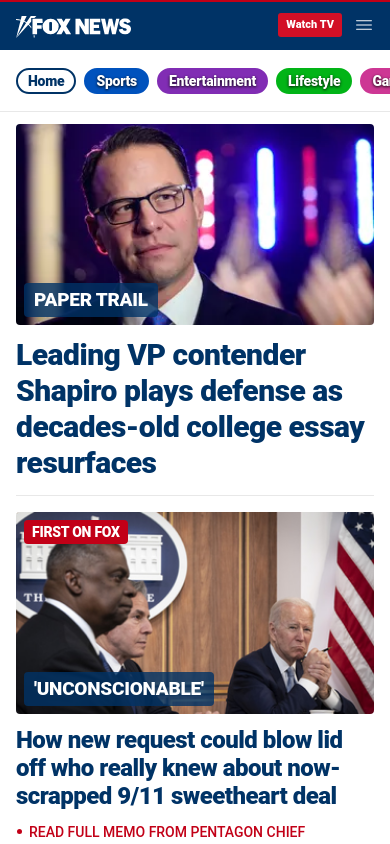 FOX NEWS
Watch TV
Home Sports Entertainment Lifestyle
PAPER TRAIL
Leading VP contender
Shapiro plays defense as
decades-old college essay
resurfaces
FIRST ON FOX
TH
'UNCONSCIONABLE'
How new request could blow lid
off who really knew about now-
scrapped 9/11 sweetheart deal
• READ FULL MEMO FROM PENTAGON CHIEF